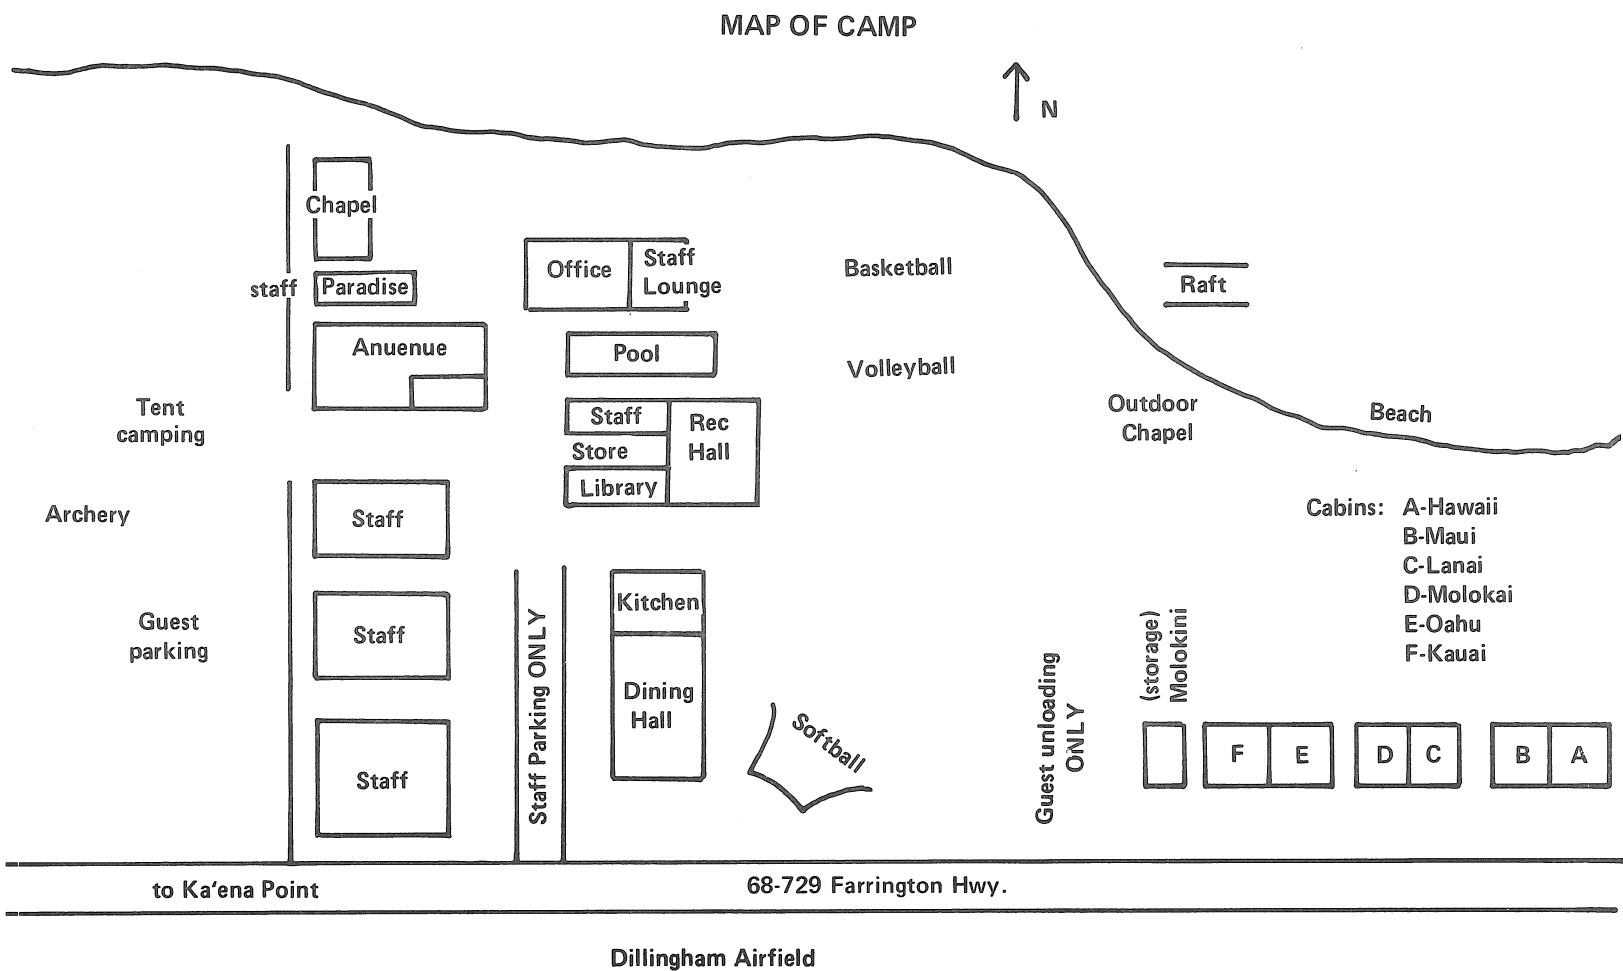 MAP OF CAMP
N
Chapel
staff
Paradise
Anuenue
Office
Staff
Lounge
Basketball
Raft
Pool
Volleyball
Tent
camping
Staff
Store
Library
Rec
Hall
Outdoor
Chapel
Beach
Archery
Staff
Cabins: A-Hawaii
B-Maui
C-Lanai
D-Molokai
E-Oahu
F-Kauai
Guest
parking
Staff
Staff
Staff Parking ONLY
Kitchen
Dining
Hall
Softball
Guest unloading
ONLY
(storage)
Molokini
F
E
D
C
B
A
to Ka'ena Point
68-729 Farrington Hwy.
Dillingham Airfield